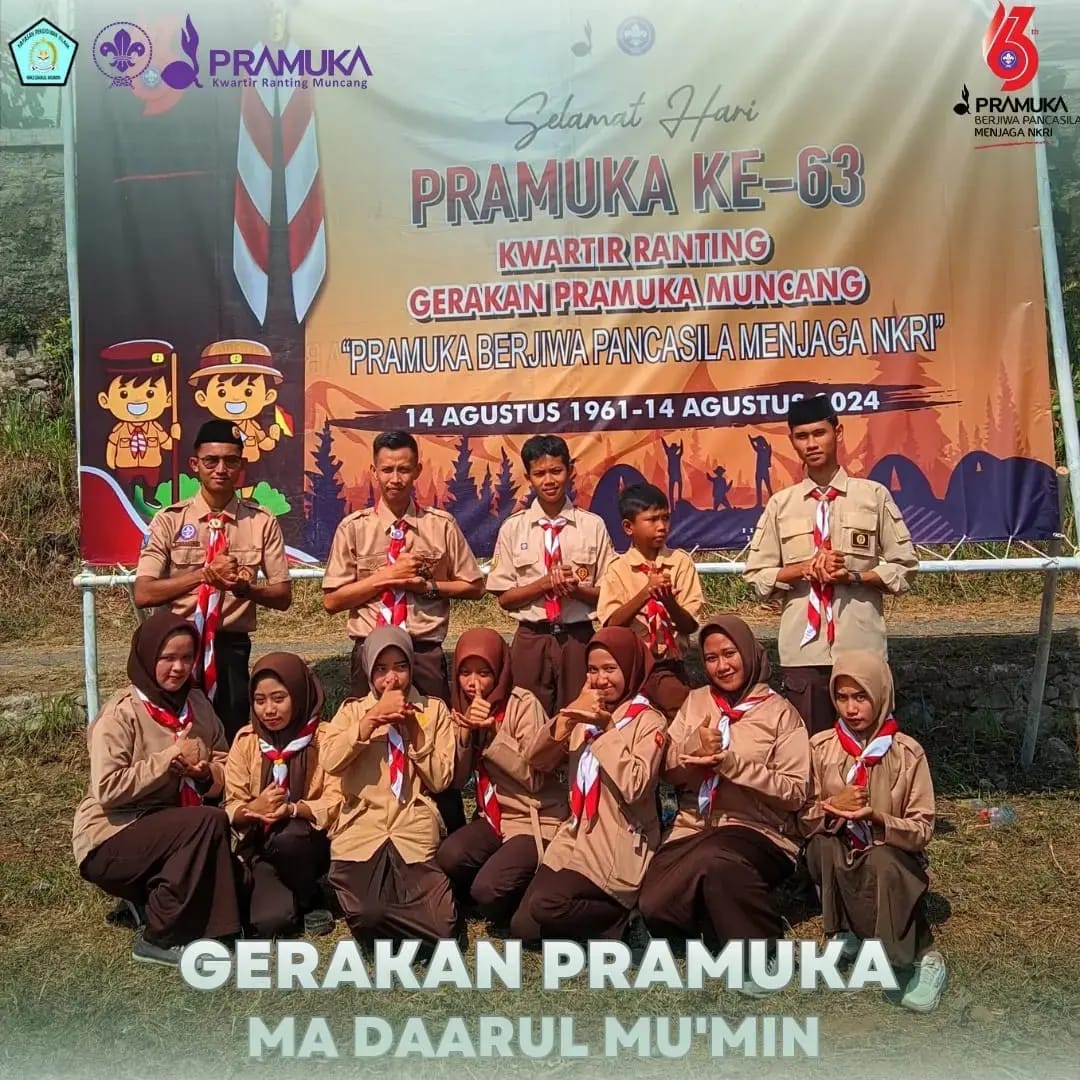 PRAMUKA
Kwartir Ranting Muncang
63
PRAMUKA
BERJIWA PANCASILA
MENJAGA NKRI
Selamat Hari
PRAMUKA KE-63
KWARTIR RANTING
GERAKAN PRAMUKA MUNCANG
“PRAMUKA BERJIWA PANCASILA MENJAGA NKRI”
14 AGUSTUS 1961-14 AGUSTUS 2024
GERAKAN PRAMUKA
MA DAARUL MU'MIN